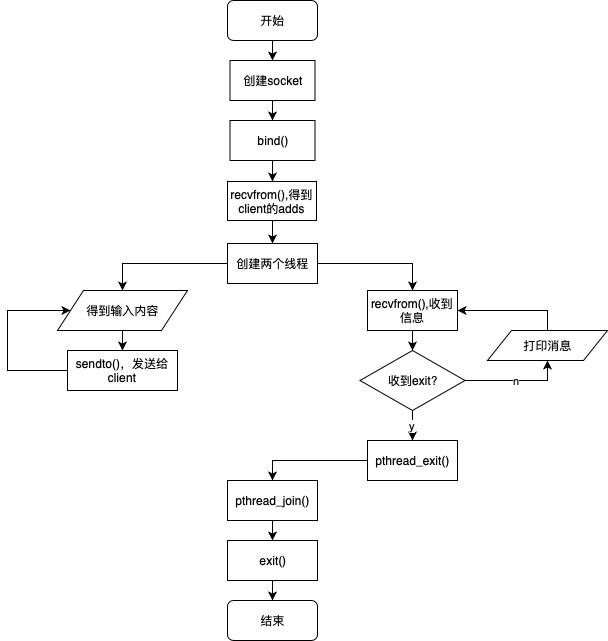 开始
创建socket
bind()
recvfrom(),得到
client的adds
创建两个线程
得到输入内容
sendto()，发送给
client
recvfrom(),收到
信息
打印消息
收到exit?
n
y
pthread_exit()
pthread_join()
exit()
结束